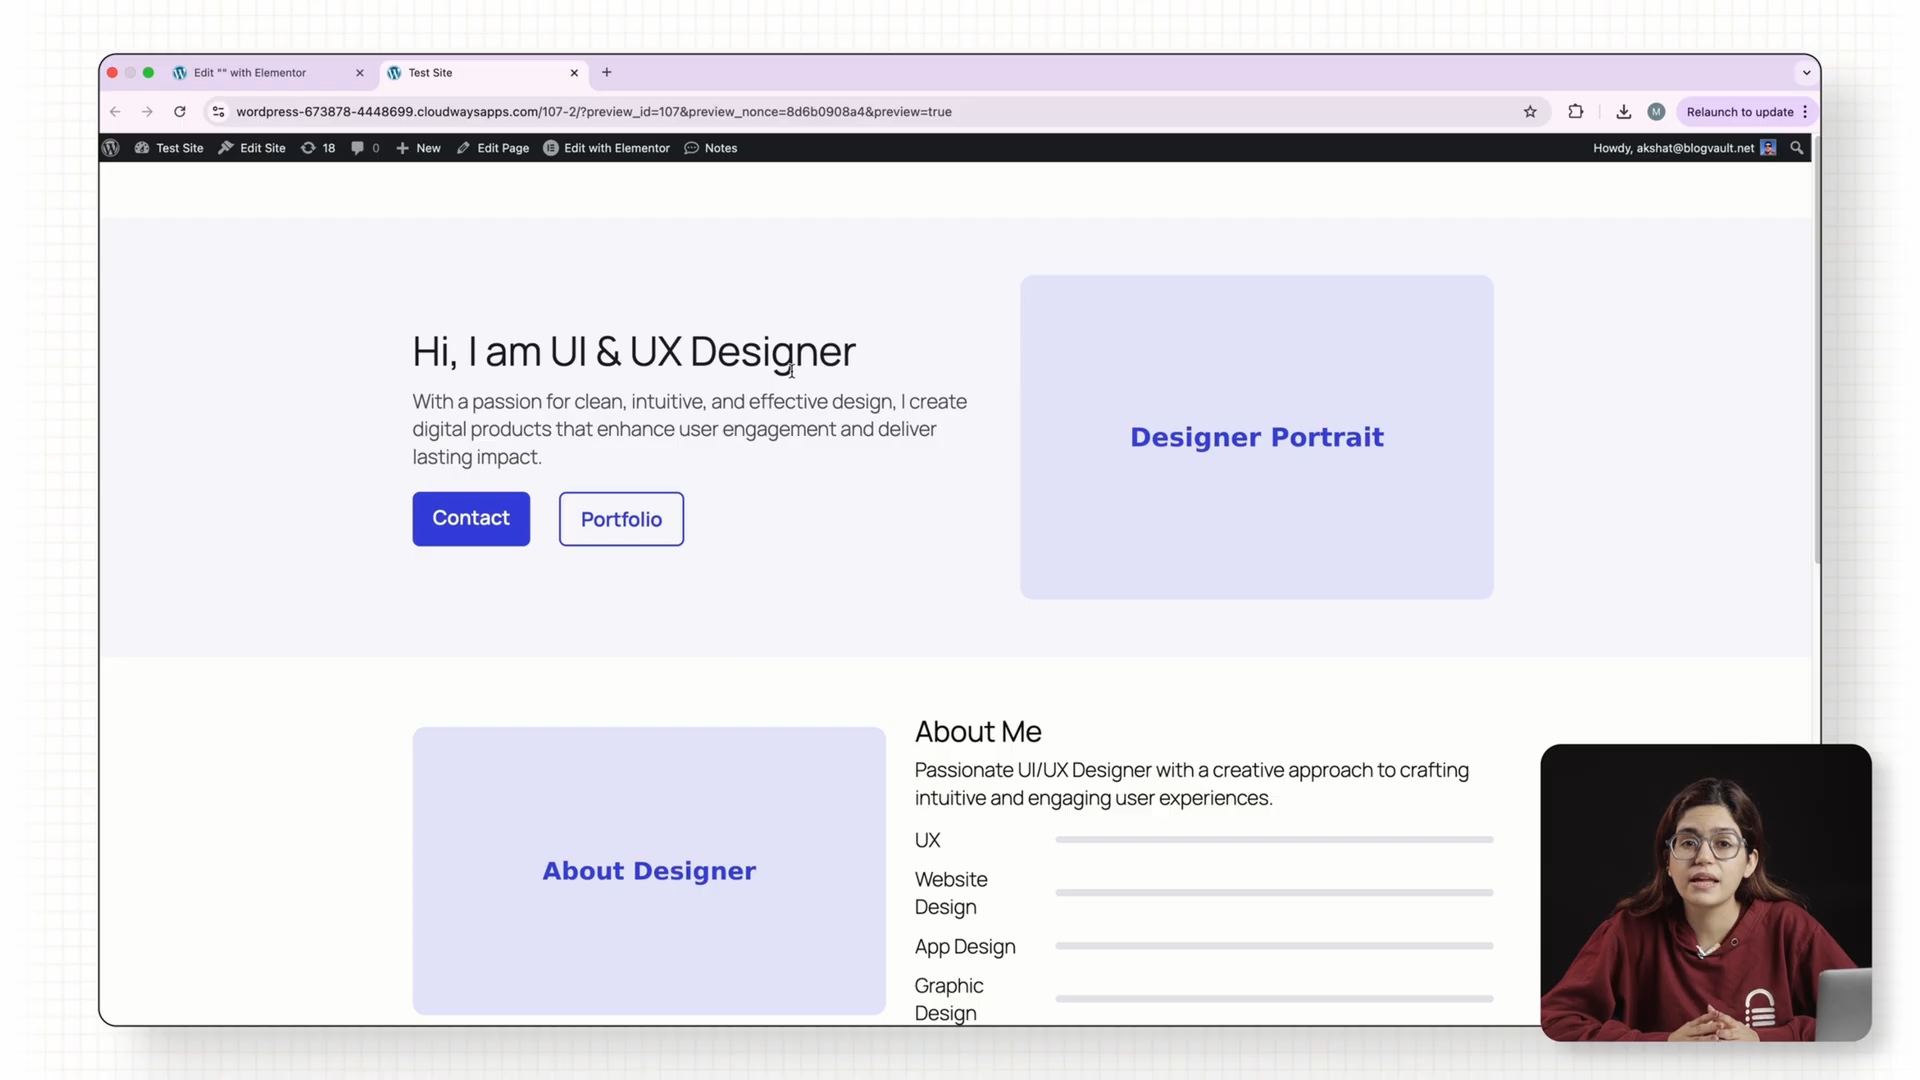 Edit "" with Elementor
Test Site
wordpress-673878-4448699.cloudwaysapps.com/107-2/?preview_id=107&preview_nonce=8d6b0908a4&preview=true
M
Relaunch to update
Test Site
Edit Site
18
0
New
Edit Page
Edit with Elementor
Notes
Howdy, akshat@blogvault.net
Hi, I am UI & UX Designer
With a passion for clean, intuitive, and effective design, I create
digital products that enhance user engagement and deliver
lasting impact.
Contact
Portfolio
Designer Portrait
About Designer
About Me
Passionate UI/UX Designer with a creative approach to crafting
intuitive and engaging user experiences.
UX
Website
Design
App Design
Graphic
Design